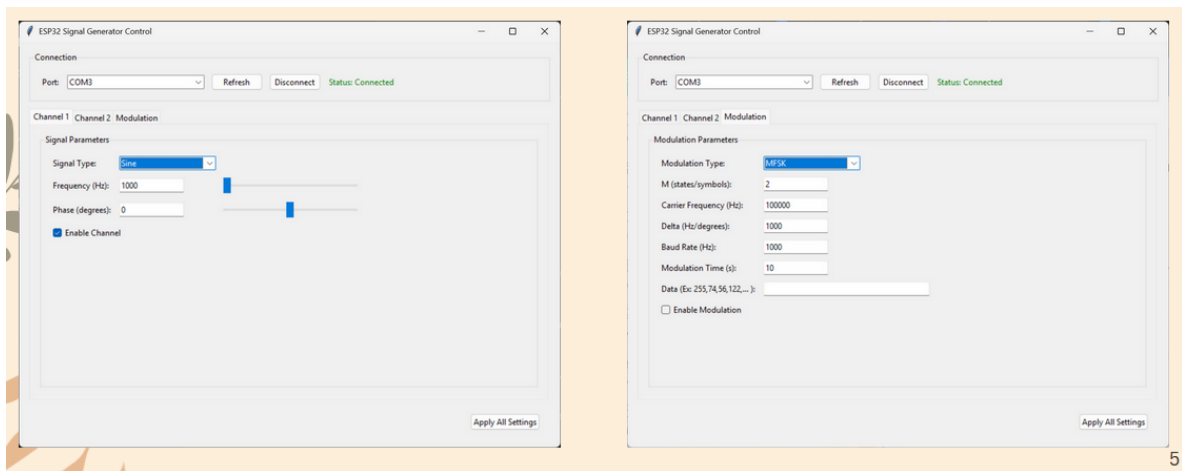 ESP32 Signal Generator Control
Connection
Port: COM3 Refresh Disconnect Status: Connected
Channel 1 Channel 2 Modulation
Signal Parameters
Signal Type: Sine
Frequency (Hz): 1000
Phase (degrees): 0
Enable Channel
Apply All Settings
ESP32 Signal Generator Control
Connection
Port: COM3 Refresh Disconnect Status: Connected
Channel 1 Channel 2 Modulation
Modulation Parameters
Modulation Type: MFSK
M (states/symbols): 2
Carrier Frequency (Hz): 100000
Delta (Hz/degrees): 1000
Baud Rate (Hz): 1000
Modulation Time (s): 10
Data (Ex: 255,74,56,122,... ):
Enable Modulation
Apply All Settings
5